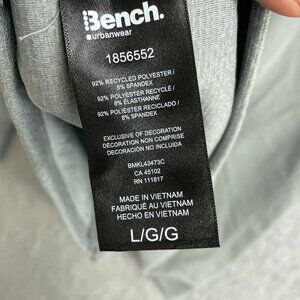 Bench.
urbanwear
1856552
92% RECYCLED POLYESTER /
8% SPANDEX
92% POLYESTER RECYCLÉ /
8% ÉLASTHANNE
92% POLIÉSTER RECICLADO /
8% SPANDEX
EXCLUSIVE OF DECORATION
DÉCORATION NON COMPRISE
DECORACIÓN NO INCLUIDA
BMKL43473C
CA 45102
RN 111817
MADE IN VIETNAM
FABRIQUÉ AU VIETNAM
HECHO EN VIETNAM
L/G/G